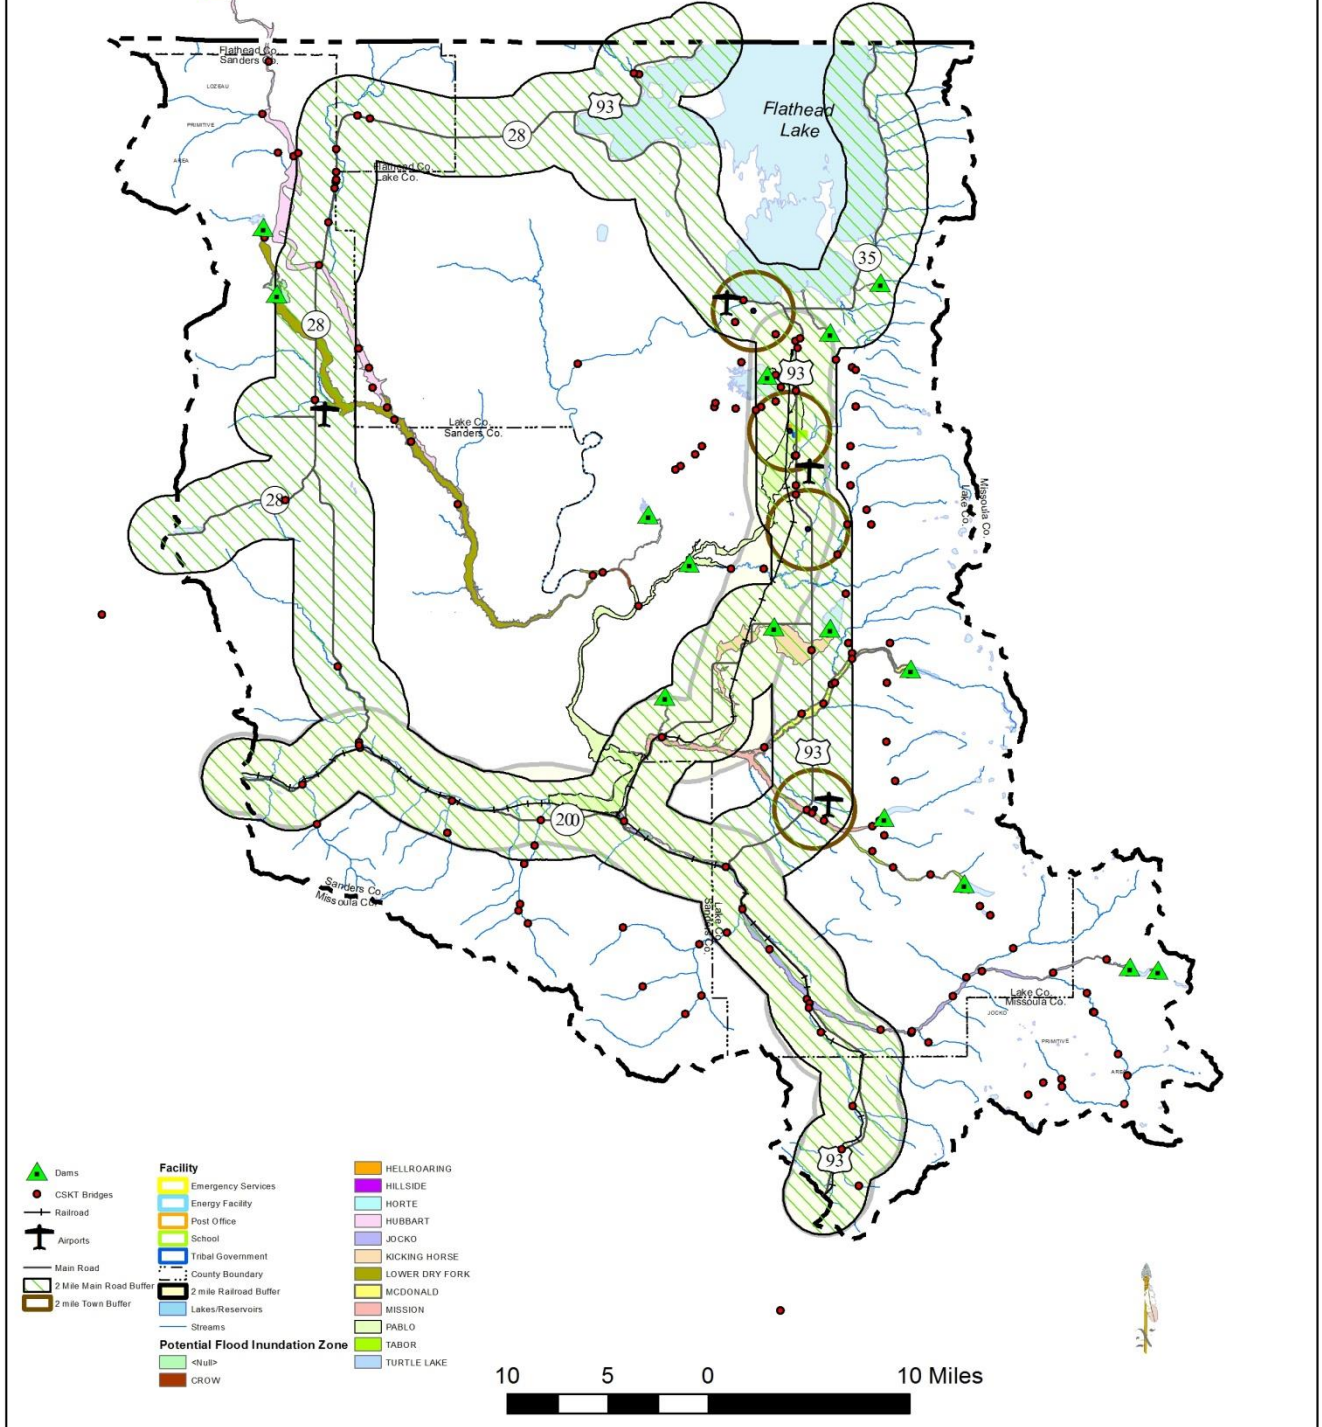 Flathead Co.
Sanders Co.
LOZEAU
PRIMITIVE
AREA
93
28
Flathead
Lake
Flathead Co.
Lake Co.
35
28
93
Lake Co.
Sanders Co.
28
Missoula Co.
Lake Co.
93
200
Sanders Co.
Missoula Co.
Lake Co.
Sanders Co.
Lake Co.
Missoula Co.
JOCKO
PRIMITIVE
AREA
93
Dams
CSKT Bridges
Railroad
Airports
Main Road
2 Mile Main Road Buffer
2 mile Town Buffer
Facility
Emergency Services
Energy Facility
Post Office
School
Tribal Government
County Boundary
2 mile Railroad Buffer
Lakes/Reservoirs
Streams
Potential Flood Inundation Zone
<Null>
CROW
HELLROARING
HILLSIDE
HORTE
HUBBART
JOCKO
KICKING HORSE
LOWER DRY FORK
MCDONALD
MISSION
PABLO
TABOR
TURTLE LAKE
10 5 0 10 Miles